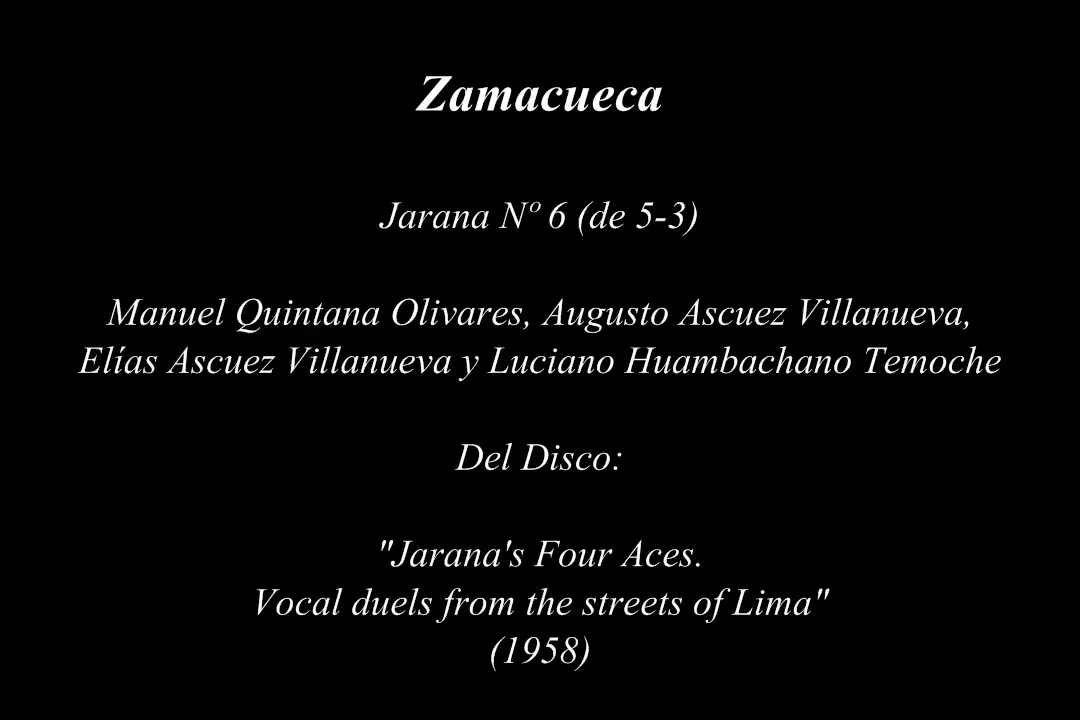 Zamacueca
Jarana Nº 6 (de 5-3)
Manuel Quintana Olivares, Augusto Ascuez Villanueva,
Elías Ascuez Villanueva y Luciano Huambachano Temoche
Del Disco:
"Jarana's Four Aces.
Vocal duels from the streets of Lima"
(1958)